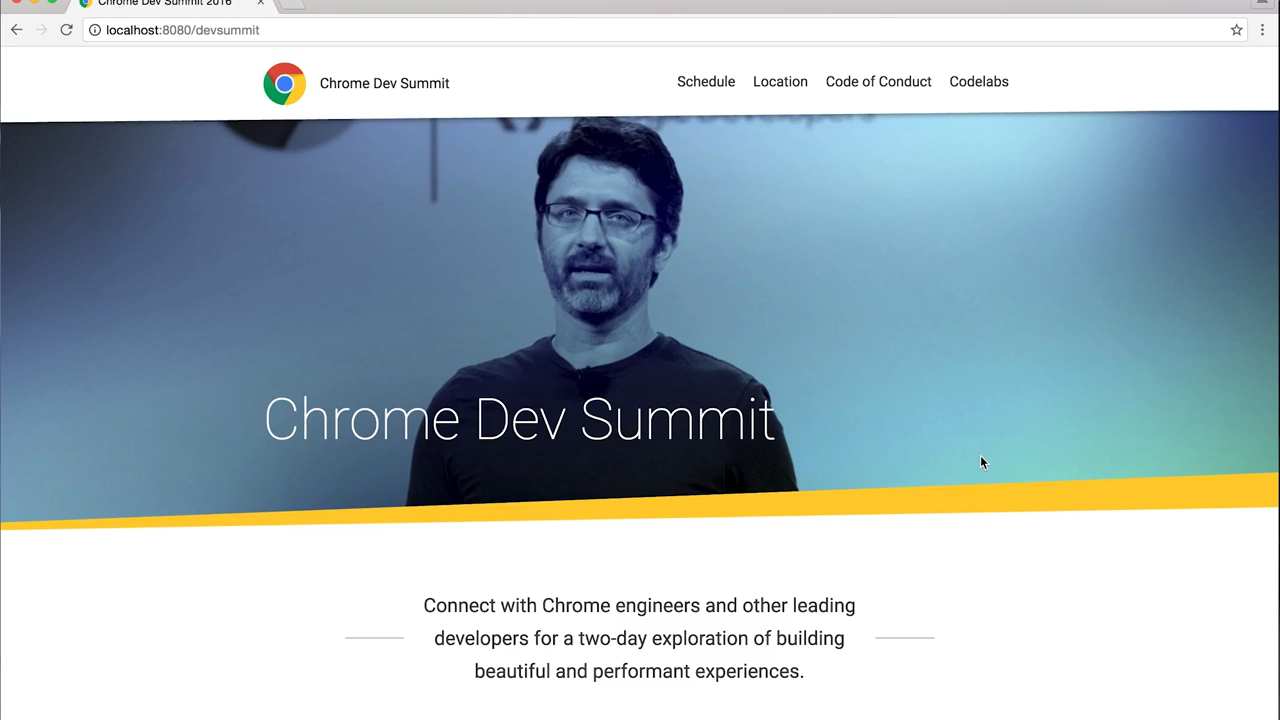 Chrome Dev Summit 2016
localhost:8080/devsummit
Chrome Dev Summit
Schedule Location Code of Conduct Codelabs
Chrome Dev Summit
Connect with Chrome engineers and other leading
developers for a two-day exploration of building
beautiful and performant experiences.